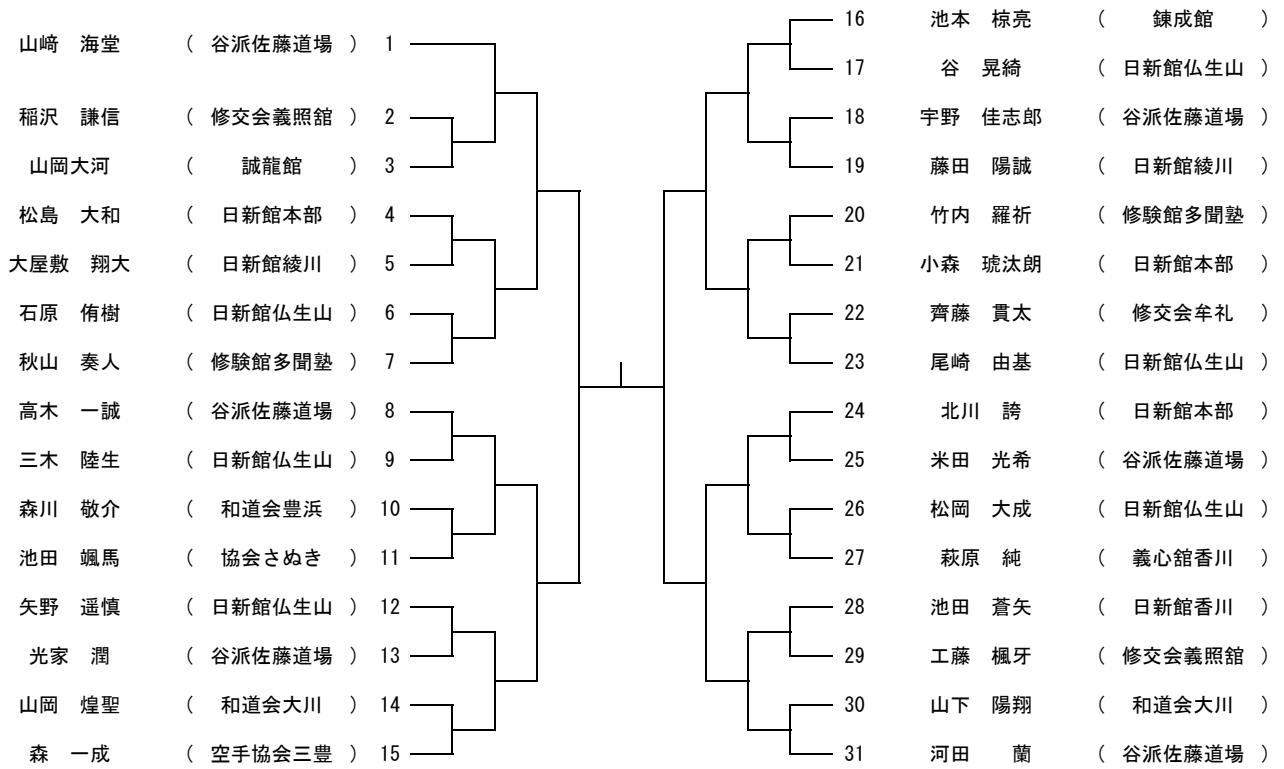 山﨑　海堂 （ 谷派佐藤道場 ） 1
稲沢　謙信 （ 修交会義照舘 ） 2
山岡大河 （ 誠龍館 ） 3
松島　大和 （ 日新館本部 ） 4
大屋敷　翔大 （ 日新館綾川 ） 5
石原　侑樹 （ 日新館仏生山 ） 6
秋山　奏人 （ 修験館多聞塾 ） 7
高木　一誠 （ 谷派佐藤道場 ） 8
三木　陸生 （ 日新館仏生山 ） 9
森川　敬介 （ 和道会豊浜 ） 10
池田　颯馬 （ 協会さぬき ） 11
矢野　遥慎 （ 日新館仏生山 ） 12
光家　潤 （ 谷派佐藤道場 ） 13
山岡　煌聖 （ 和道会大川 ） 14
森　一成 （ 空手協会三豊 ） 15
16 池本　椋亮 （ 錬成館 ）
17 谷　晃綺 （ 日新館仏生山 ）
18 宇野　佳志郎 （ 谷派佐藤道場 ）
19 藤田　陽誠 （ 日新館綾川 ）
20 竹内　羅祈 （ 修験館多聞塾 ）
21 小森　琥汰朗 （ 日新館本部 ）
22 齊藤　貫太 （ 修交会牟礼 ）
23 尾崎　由基 （ 日新館仏生山 ）
24 北川　誇 （ 日新館本部 ）
25 米田　光希 （ 谷派佐藤道場 ）
26 松岡　大成 （ 日新館仏生山 ）
27 萩原　純 （ 義心舘香川 ）
28 池田　蒼矢 （ 日新館香川 ）
29 工藤　楓牙 （ 修交会義照舘 ）
30 山下　陽翔 （ 和道会大川 ）
31 河田　蘭 （ 谷派佐藤道場 ）